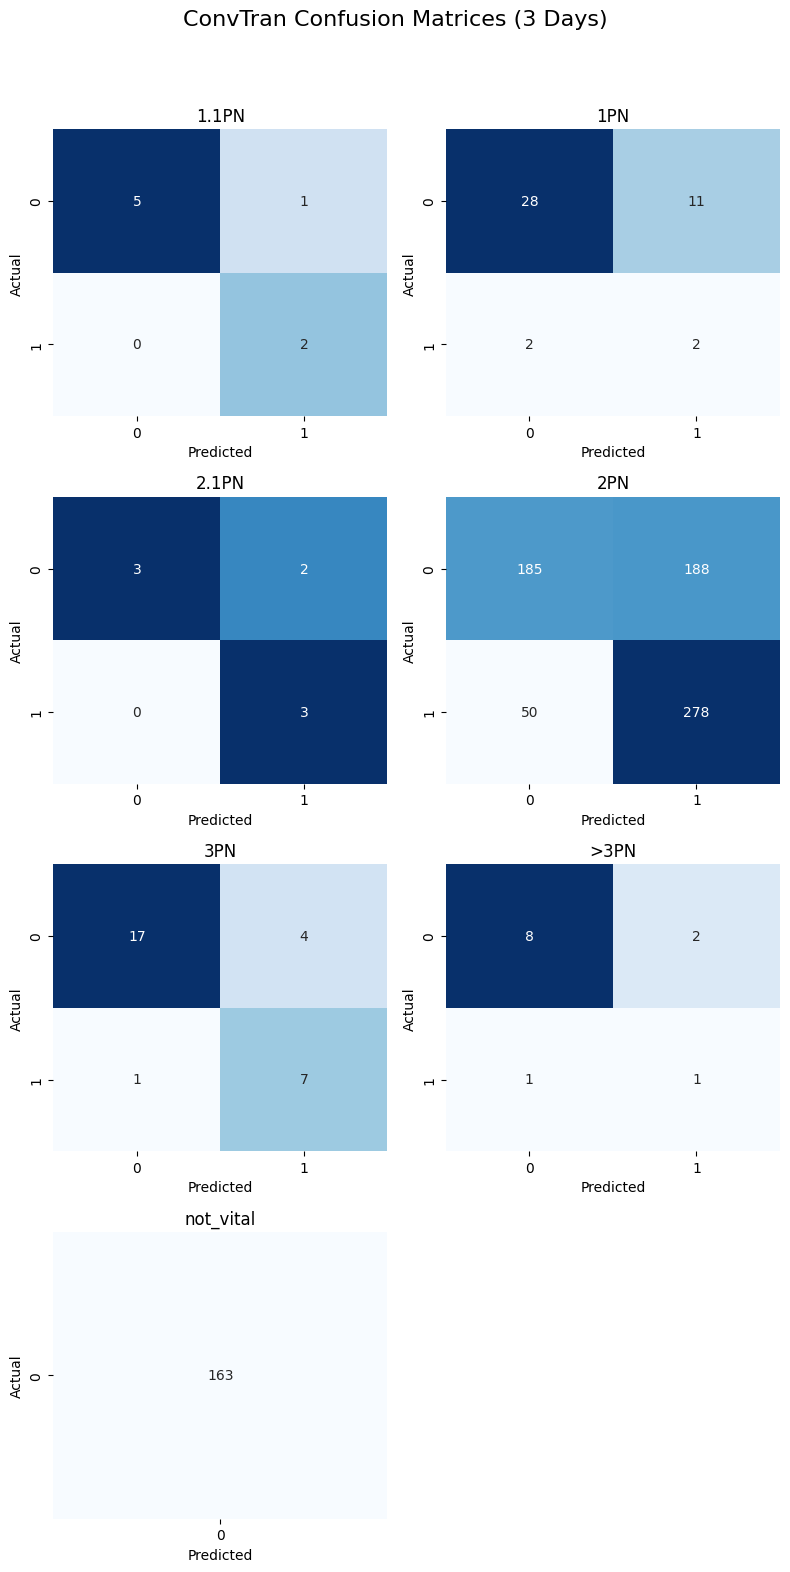 ConvTran Confusion Matrices (3 Days)
1.1PN
0
5
1
Actual
1
0
2
0
1
Predicted
1PN
0
28
11
Actual
1
2
2
0
1
Predicted
2.1PN
0
3
2
Actual
1
0
3
0
1
Predicted
2PN
0
185
188
Actual
1
50
278
0
1
Predicted
3PN
0
17
4
Actual
1
1
7
0
1
Predicted
>3PN
0
8
2
Actual
1
1
1
0
1
Predicted
not_vital
Actual
0
163
0
Predicted